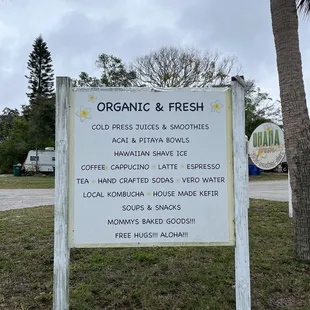 ORGANIC & FRESH
COLD PRESS JUICES & SMOOTHIES
ACAI & PITAYA BOWLS
HAWAIIAN SHAVE ICE
COFFEE CAPPUCINO LATTE ESPRESSO
TEA HAND CRAFTED SODAS VERO WATER
LOCAL KOMBUCHA HOUSE MADE KEFIR
SOUPS & SNACKS
MOMMYS BAKED GOODS!!!
FREE HUGS!!! ALOHA!!!
OHANA